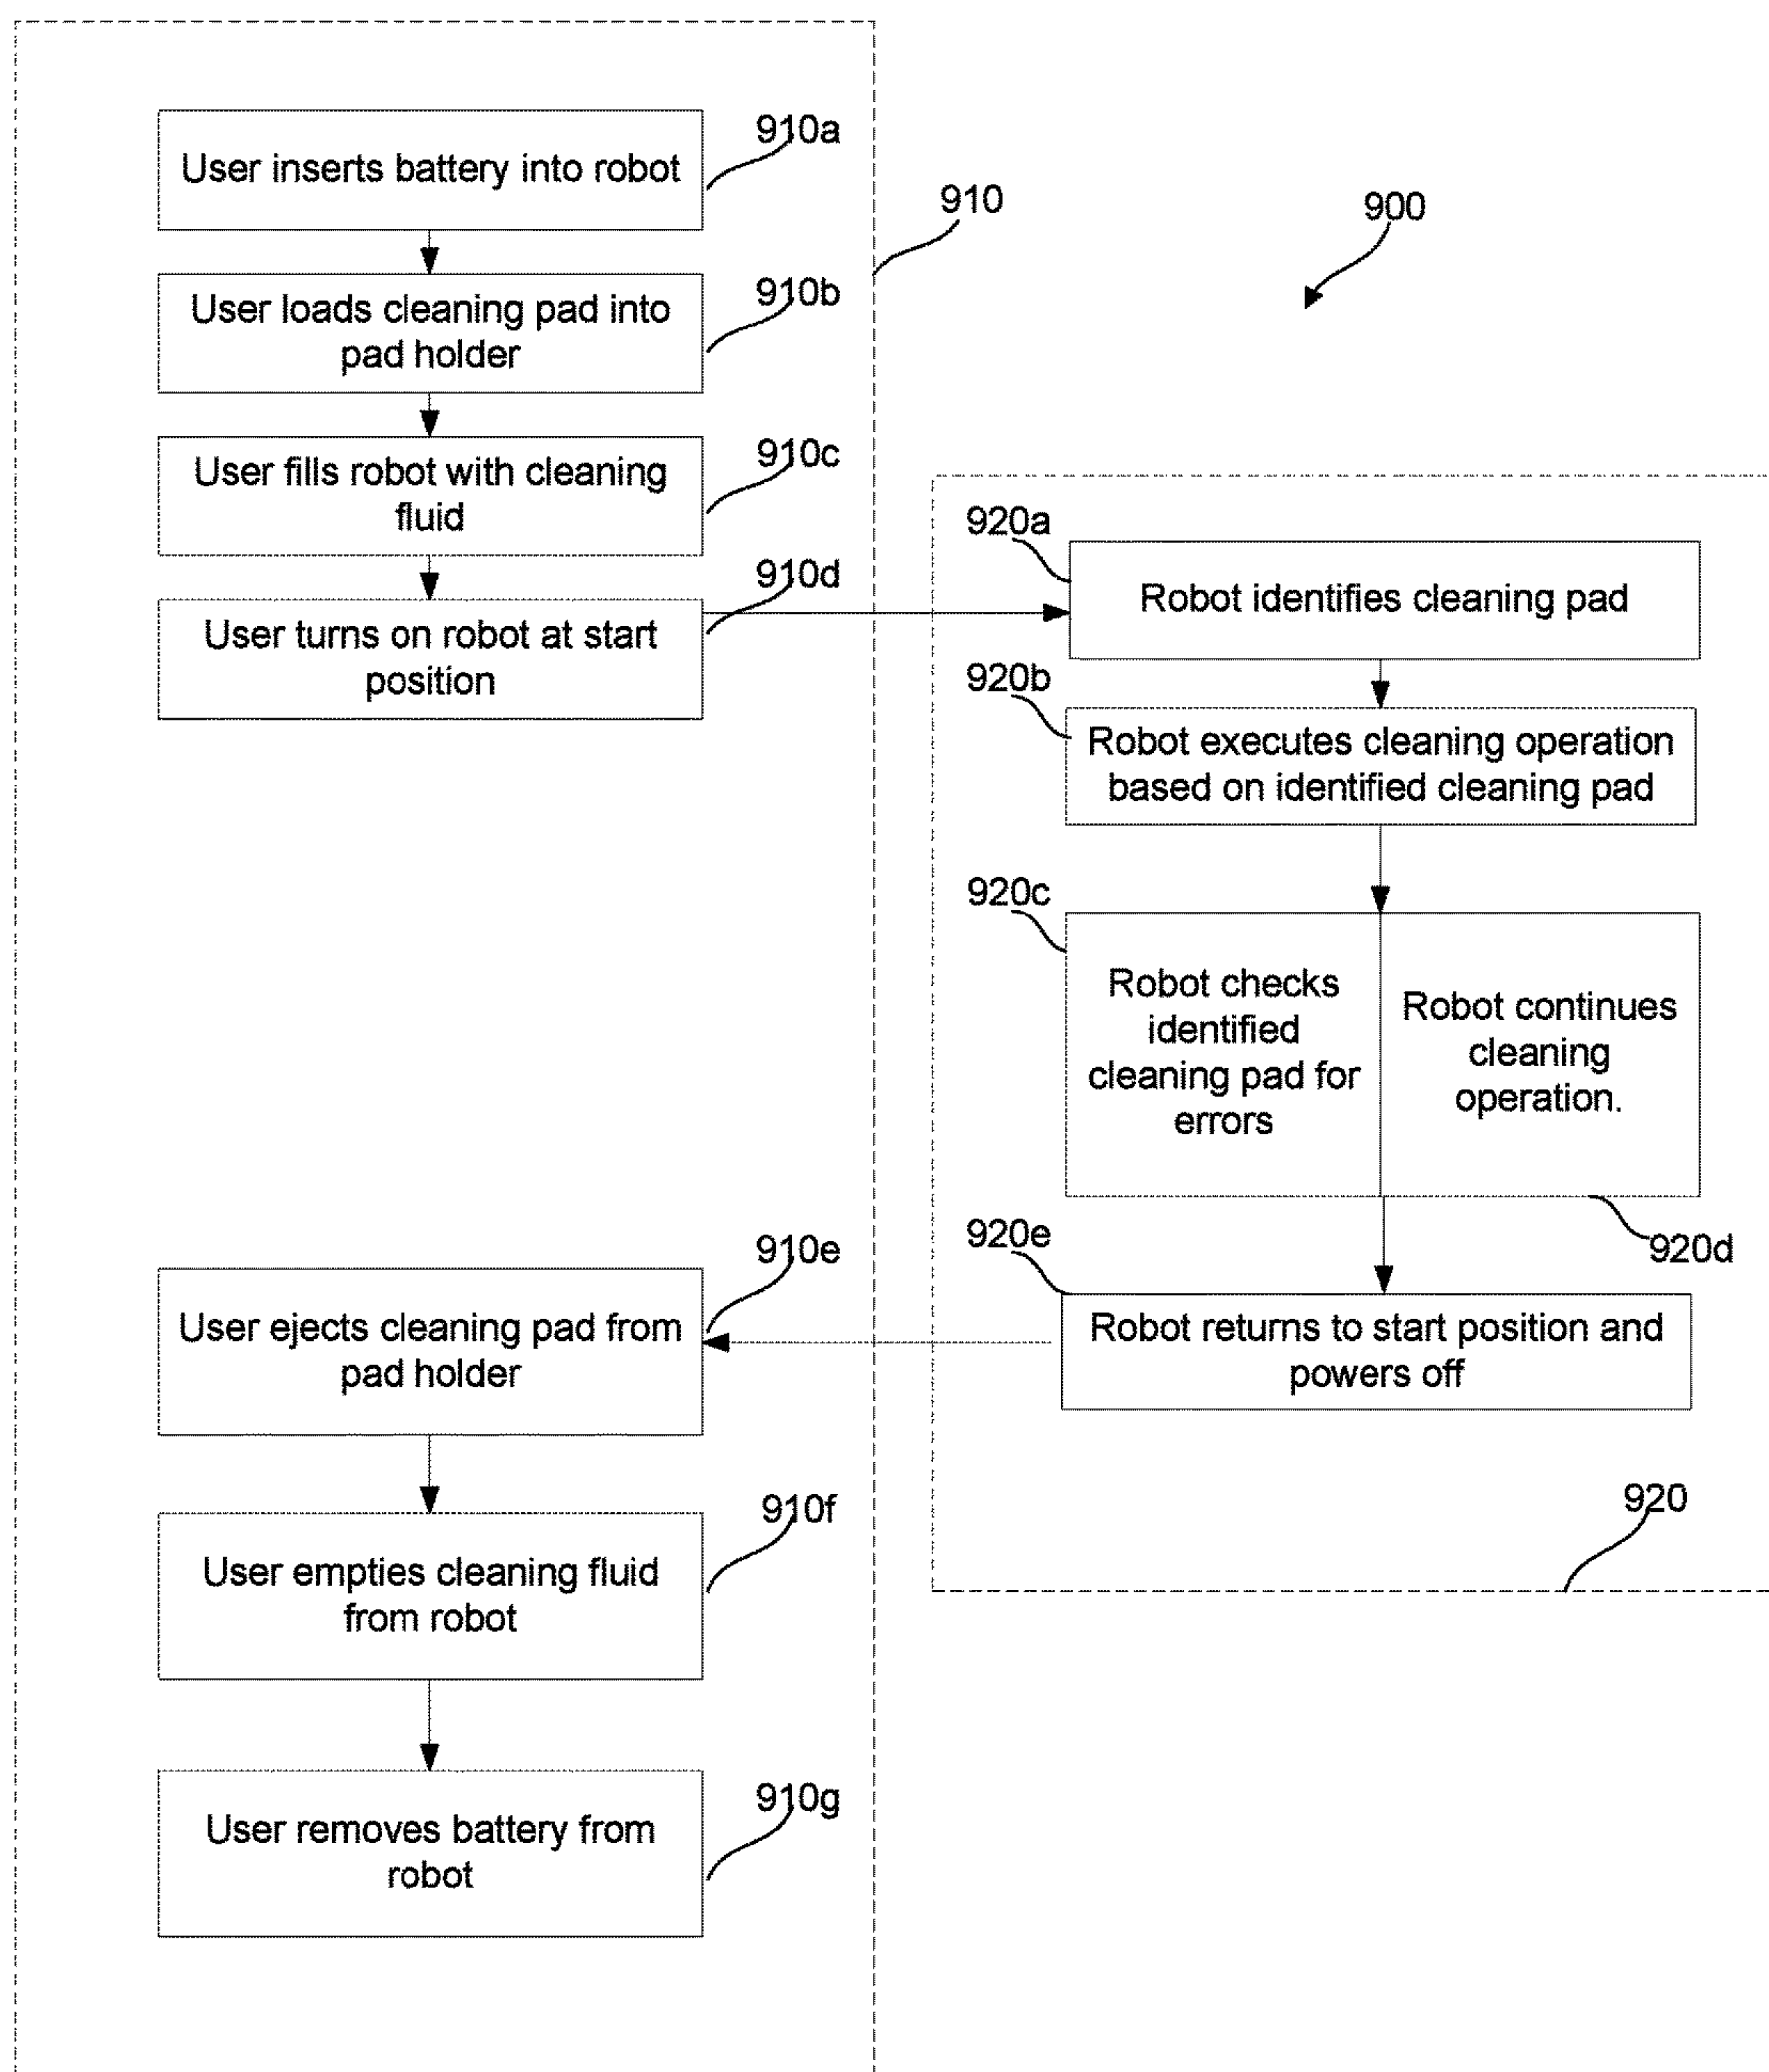 910a
User inserts battery into robot
910
900
910b
User loads cleaning pad into
pad holder
910c
User fills robot with cleaning
fluid
910d
User turns on robot at start
position
920a
Robot identifies cleaning pad
920b
Robot executes cleaning operation
based on identified cleaning pad
920c
Robot checks
identified
cleaning pad for
errors
Robot continues
cleaning
operation.
920d
920e
Robot returns to start position and
powers off
910e
User ejects cleaning pad from
pad holder
910f
User empties cleaning fluid
from robot
920
910g
User removes battery from
robot